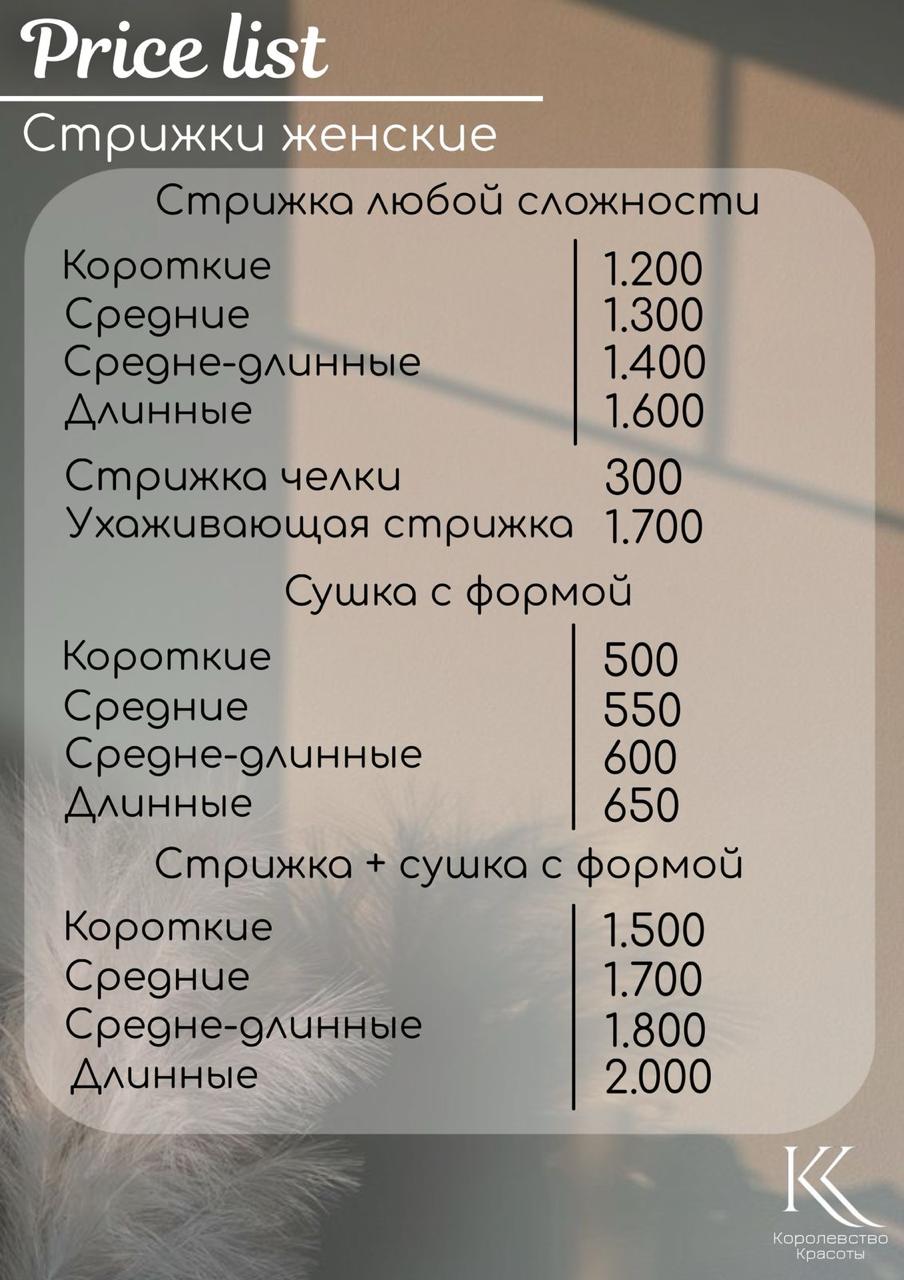 Price list
Стрижки женские
Стрижка любой сложности
Короткие 1.200
Средние 1.300
Средне-длинные 1.400
Длинные 1.600
Стрижка челки 300
Ухаживающая стрижка 1.700
Сушка с формой
Короткие 500
Средние 550
Средне-длинные 600
Длинные 650
Стрижка + сушка с формой
Короткие 1.500
Средние 1.700
Средне-длинные 1.800
Длинные 2.000
КК
Королевство
Красоты